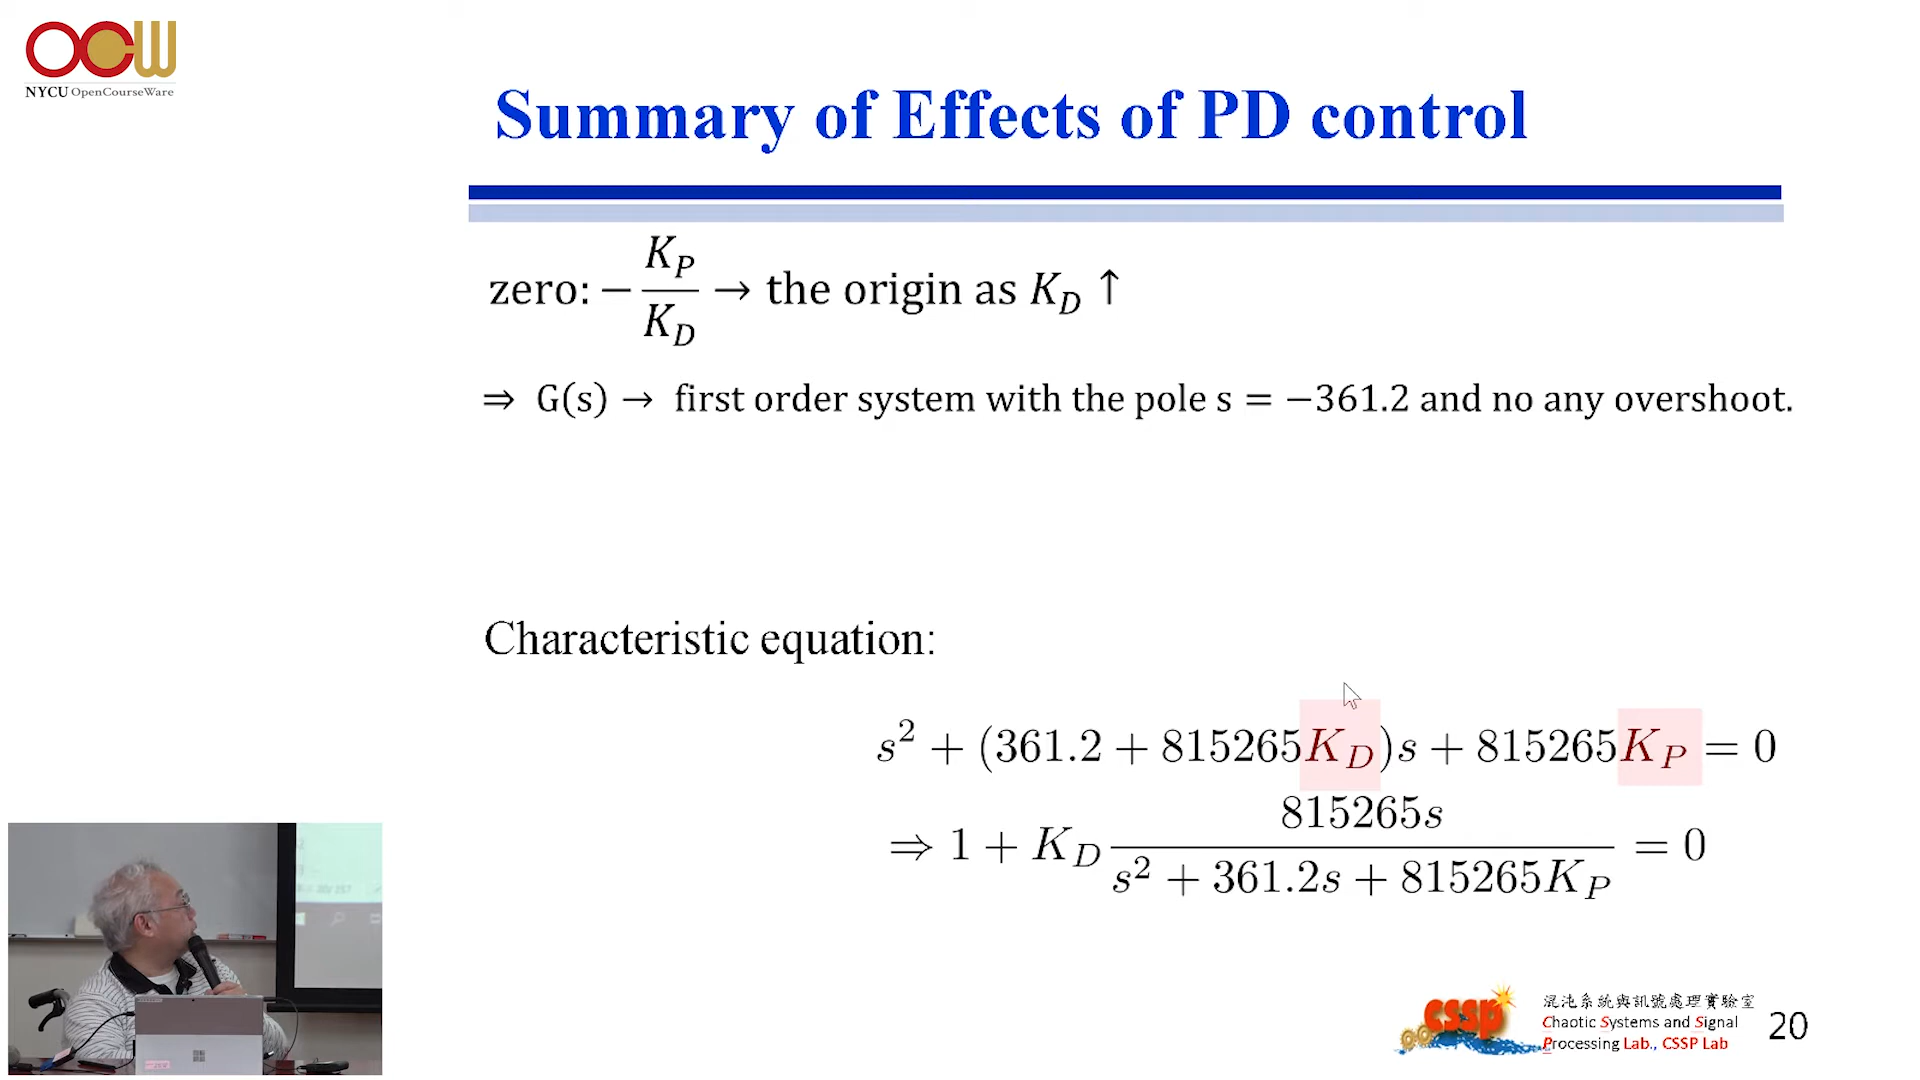 OCW
NYCU OpenCourseWare
Summary of Effects of PD control
zero: − K_P / K_D → the origin as K_D ↑
⇒ G(s) → first order system with the pole s = −361.2 and no any overshoot.
Characteristic equation:
s² + (361.2 + 815265K_D)s + 815265K_P = 0
⇒ 1 + K_D 815265s / (s² + 361.2s + 815265K_P) = 0
cssp
混沌系統與訊號處理實驗室
Chaotic Systems and Signal
Processing Lab., CSSP Lab
20